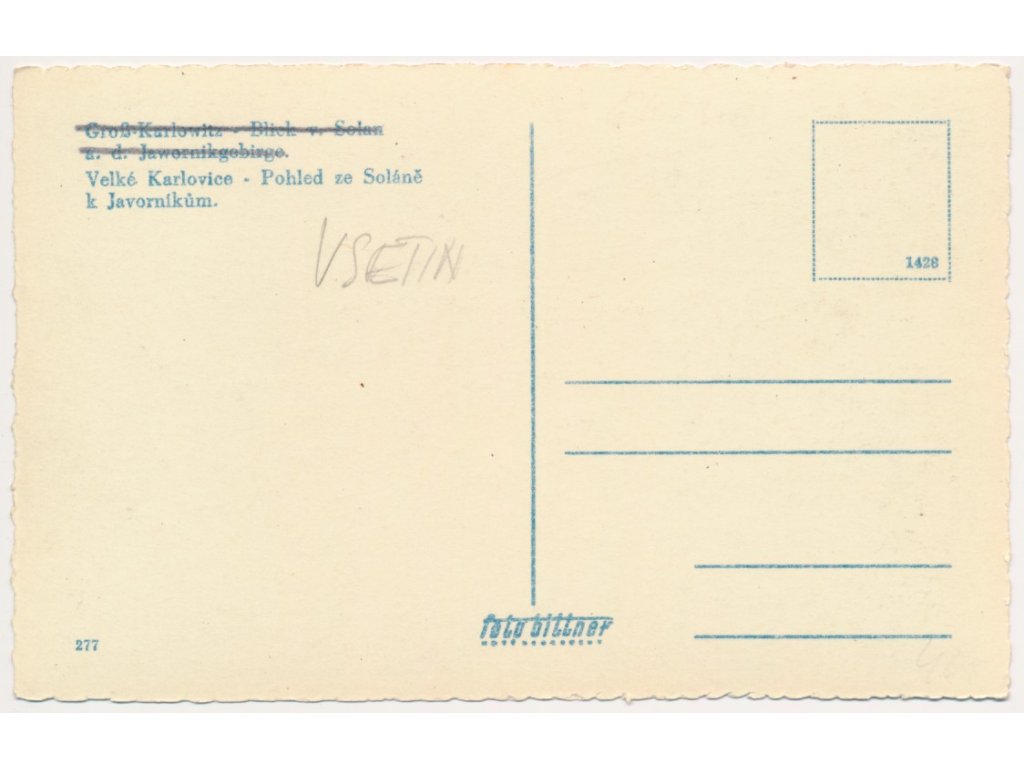 Groß-Karlowitz - Blick v. Solan
a. d. Jawornikgebirge.
Velké Karlovice - Pohled ze Soláně
k Javorníkům.
VSETIN
1428
foto bittner
277